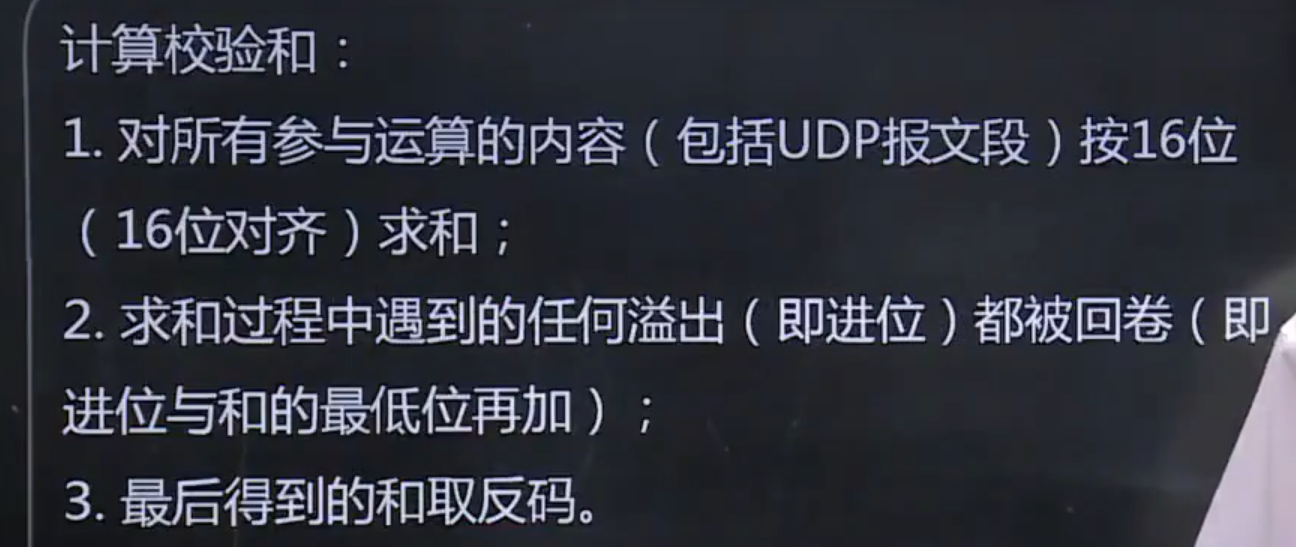 计算校验和：
1. 对所有参与运算的内容（包括UDP报文段）按16位
（16位对齐）求和；
2. 求和过程中遇到的任何溢出（即进位）都被回卷（即
进位与和的最低位再加）；
3. 最后得到的和取反码。